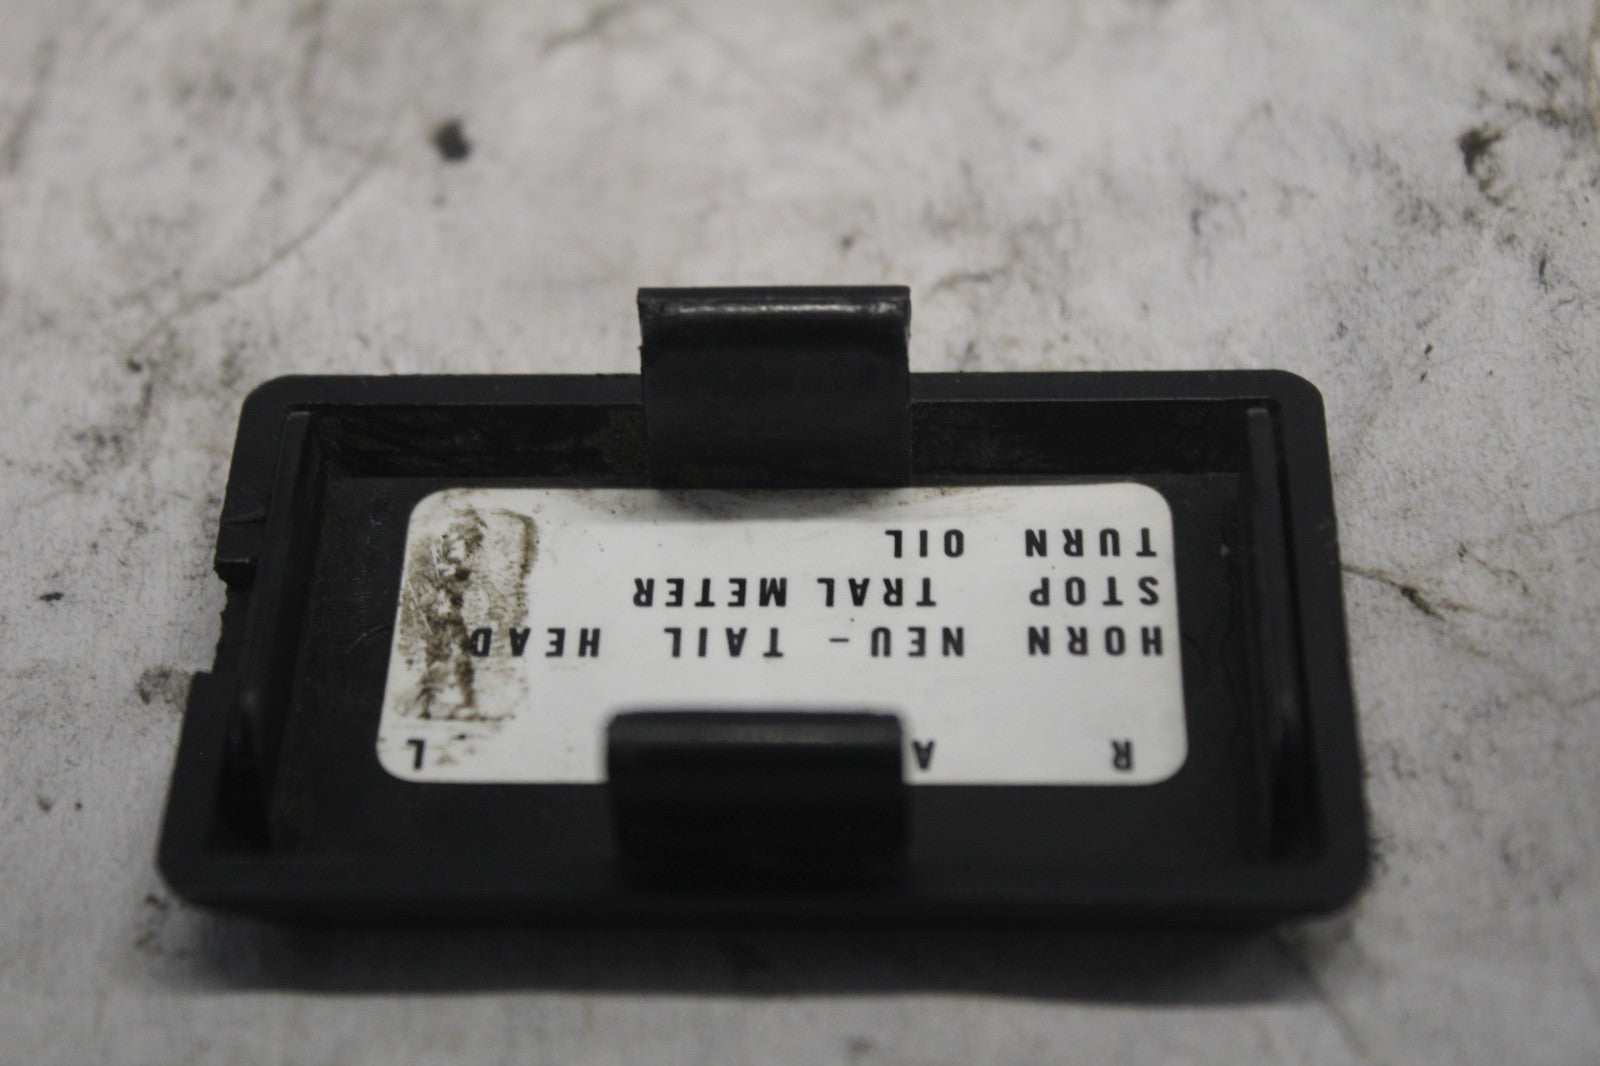 R A L
HORN NEU- TAIL HEAD
STOP TRAL METER
TURN OIL